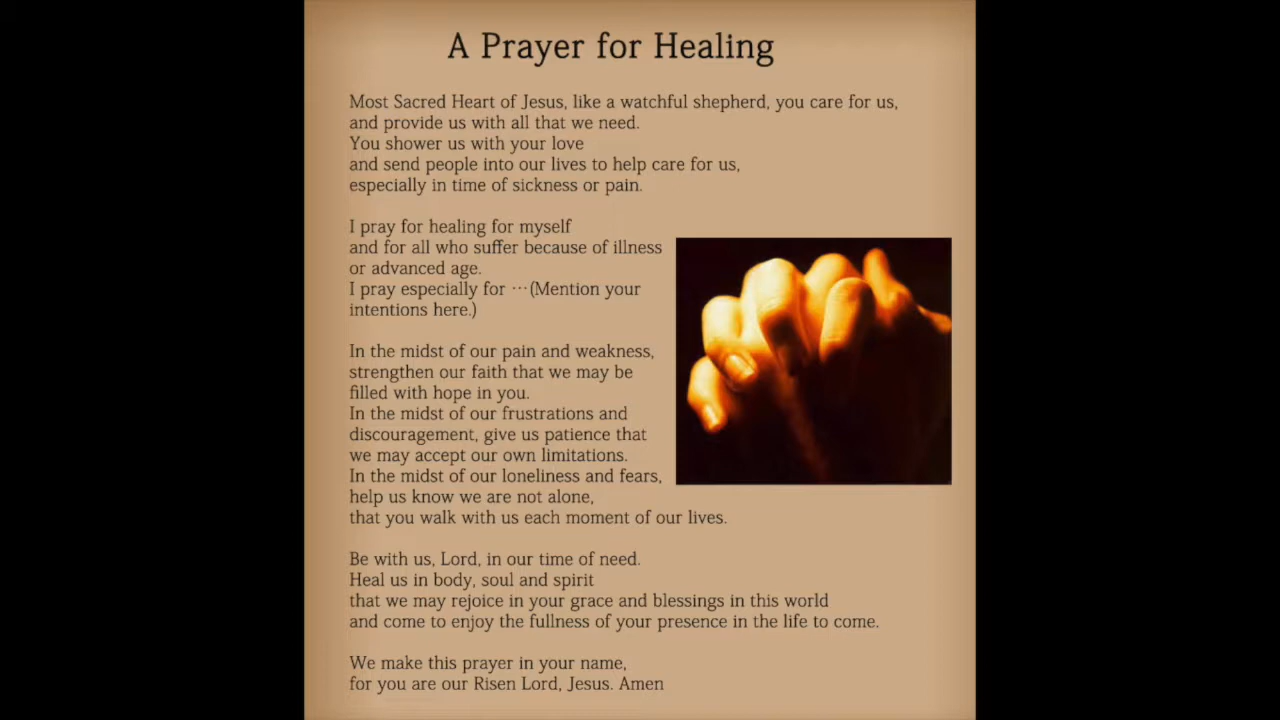 A Prayer for Healing
Most Sacred Heart of Jesus, like a watchful shepherd, you care for us,
and provide us with all that we need.
You shower us with your love
and send people into our lives to help care for us,
especially in time of sickness or pain.
I pray for healing for myself
and for all who suffer because of illness
or advanced age.
I pray especially for ···(Mention your
intentions here.)
In the midst of our pain and weakness,
strengthen our faith that we may be
filled with hope in you.
In the midst of our frustrations and
discouragement, give us patience that
we may accept our own limitations.
In the midst of our loneliness and fears,
help us know we are not alone,
that you walk with us each moment of our lives.
Be with us, Lord, in our time of need.
Heal us in body, soul and spirit
that we may rejoice in your grace and blessings in this world
and come to enjoy the fullness of your presence in the life to come.
We make this prayer in your name,
for you are our Risen Lord, Jesus. Amen